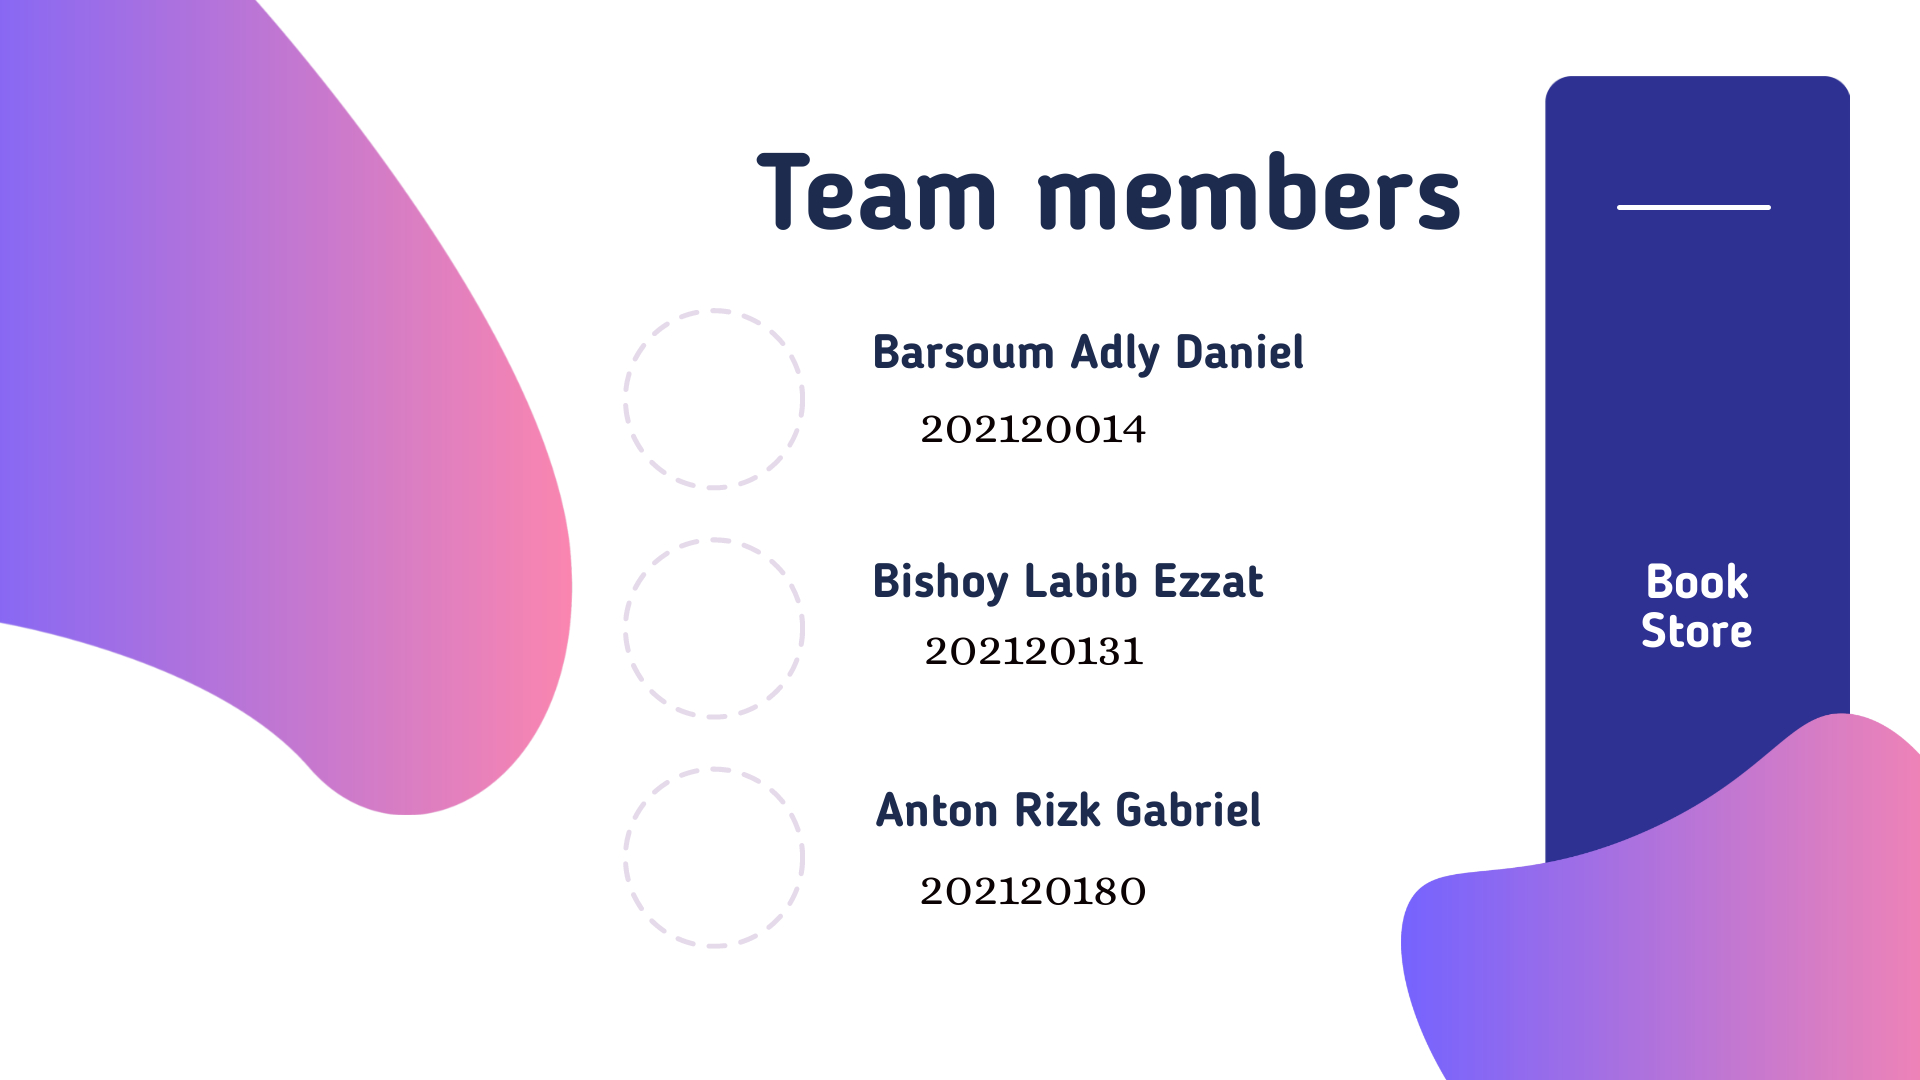 Team members
Barsoum Adly Daniel
202120014
Bishoy Labib Ezzat
202120131
Anton Rizk Gabriel
202120180
Book
Store